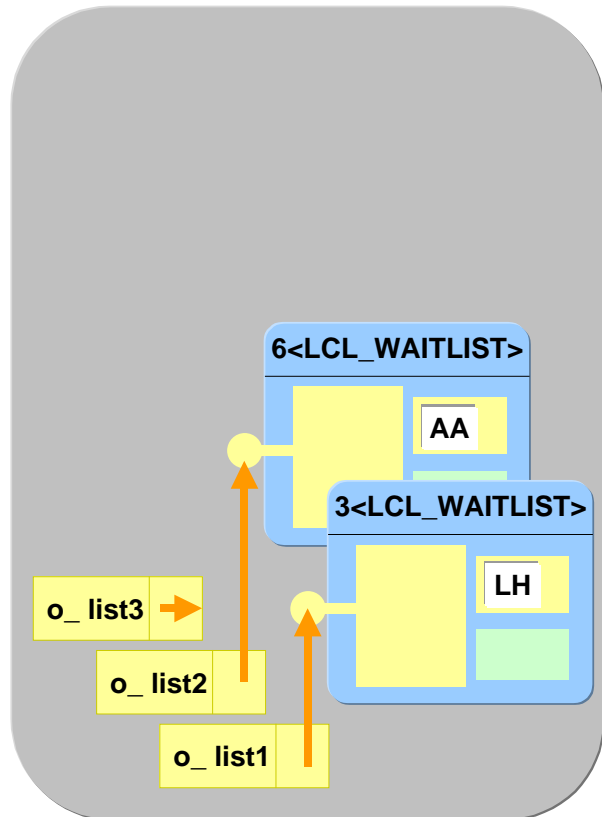 6<LCL_WAITLIST>
AA
3<LCL_WAITLIST>
LH
o_ list3
o_ list2
o_ list1